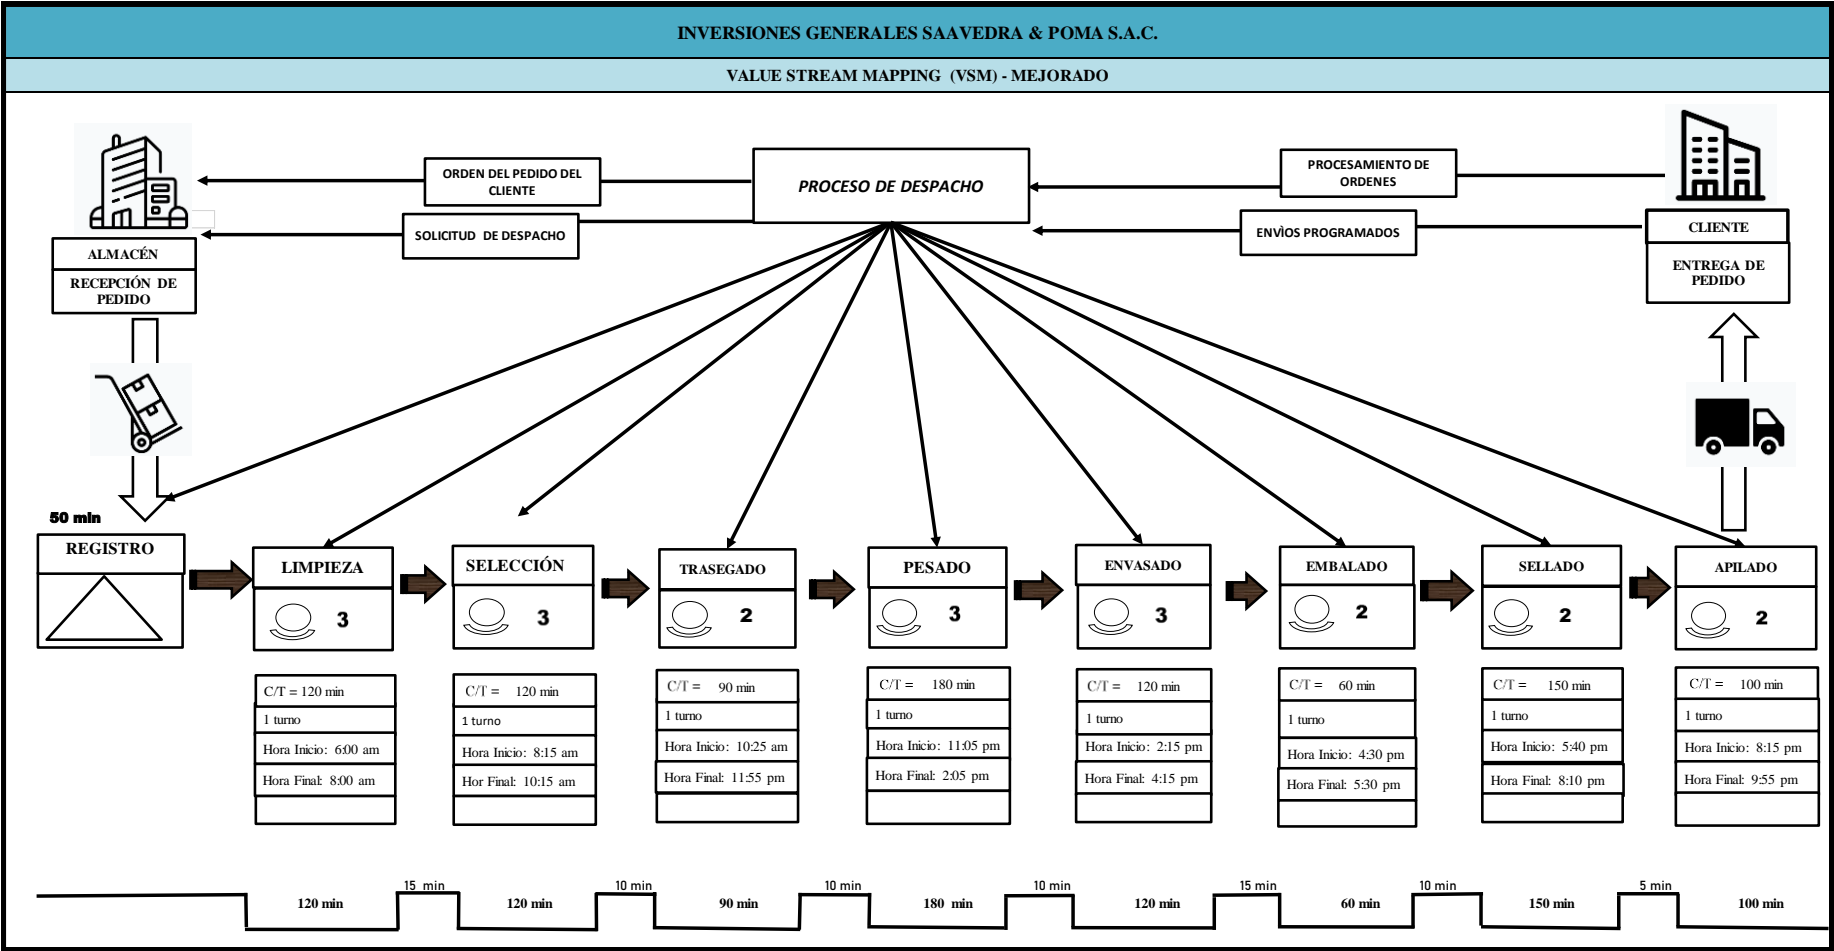 INVERSIONES GENERALES SAAVEDRA & POMA S.A.C.
VALUE STREAM MAPPING (VSM) - MEJORADO
ORDEN DEL PEDIDO DEL
CLIENTE
SOLICITUD DE DESPACHO
PROCESO DE DESPACHO
PROCESAMIENTO DE
ORDENES
ENVÌOS PROGRAMADOS
ALMACÉN
RECEPCIÓN DE
PEDIDO
CLIENTE
ENTREGA DE
PEDIDO
50 min
REGISTRO
LIMPIEZA
3
C/T = 120 min
1 turno
Hora Inicio: 6:00 am
Hora Final: 8:00 am
SELECCIÓN
3
C/T = 120 min
1 turno
Hora Inicio: 8:15 am
Hor Final: 10:15 am
TRASEGADO
2
C/T = 90 min
1 turno
Hora Inicio: 10:25 am
Hora Final: 11:55 pm
PESADO
3
C/T = 180 min
1 turno
Hora Inicio: 11:05 pm
Hora Final: 2:05 pm
ENVASADO
3
C/T = 120 min
1 turno
Hora Inicio: 2:15 pm
Hora Final: 4:15 pm
EMBALADO
2
C/T = 60 min
1 turno
Hora Inicio: 4:30 pm
Hora Final: 5:30 pm
SELLADO
2
C/T = 150 min
1 turno
Hora Inicio: 5:40 pm
Hora Final: 8:10 pm
APILADO
2
C/T = 100 min
1 turno
Hora Inicio: 8:15 pm
Hora Final: 9:55 pm
15 min
10 min
10 min
10 min
15 min
10 min
5 min
120 min
120 min
90 min
180 min
120 min
60 min
150 min
100 min